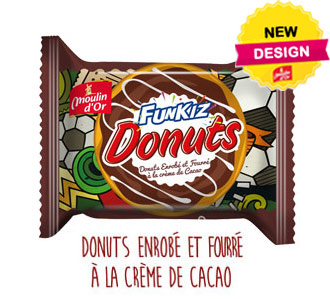 NEW
DESIGN
Moulin
d'Or
FUNKIZ
Donuts
Donuts Enrobé et Fourré
à la crème de Cacao
DONUTS ENROBÉ ET FOURRÉ
À LA CRÈME DE CACAO